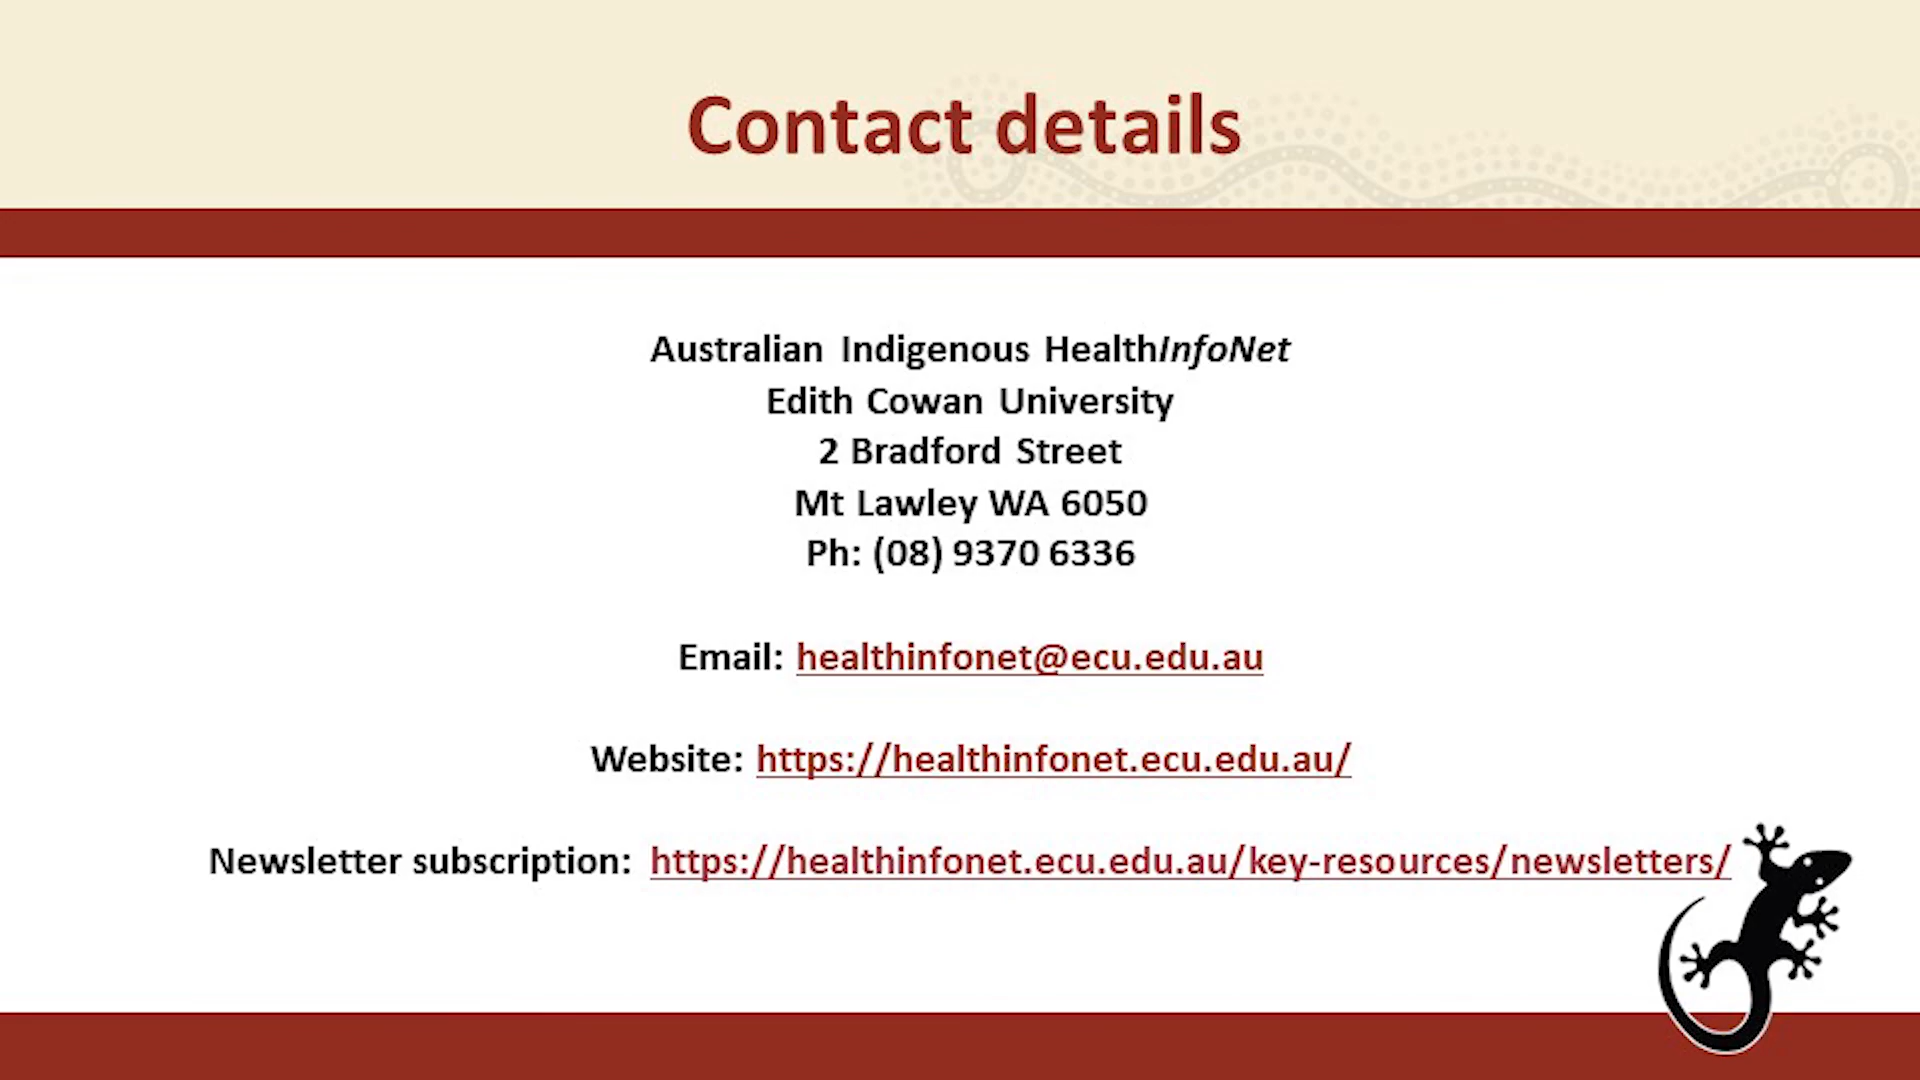 Contact details
Australian Indigenous HealthInfoNet
Edith Cowan University
2 Bradford Street
Mt Lawley WA 6050
Ph: (08) 9370 6336
Email: healthinfonet@ecu.edu.au
Website: https://healthinfonet.ecu.edu.au/
Newsletter subscription: https://healthinfonet.ecu.edu.au/key-resources/newsletters/